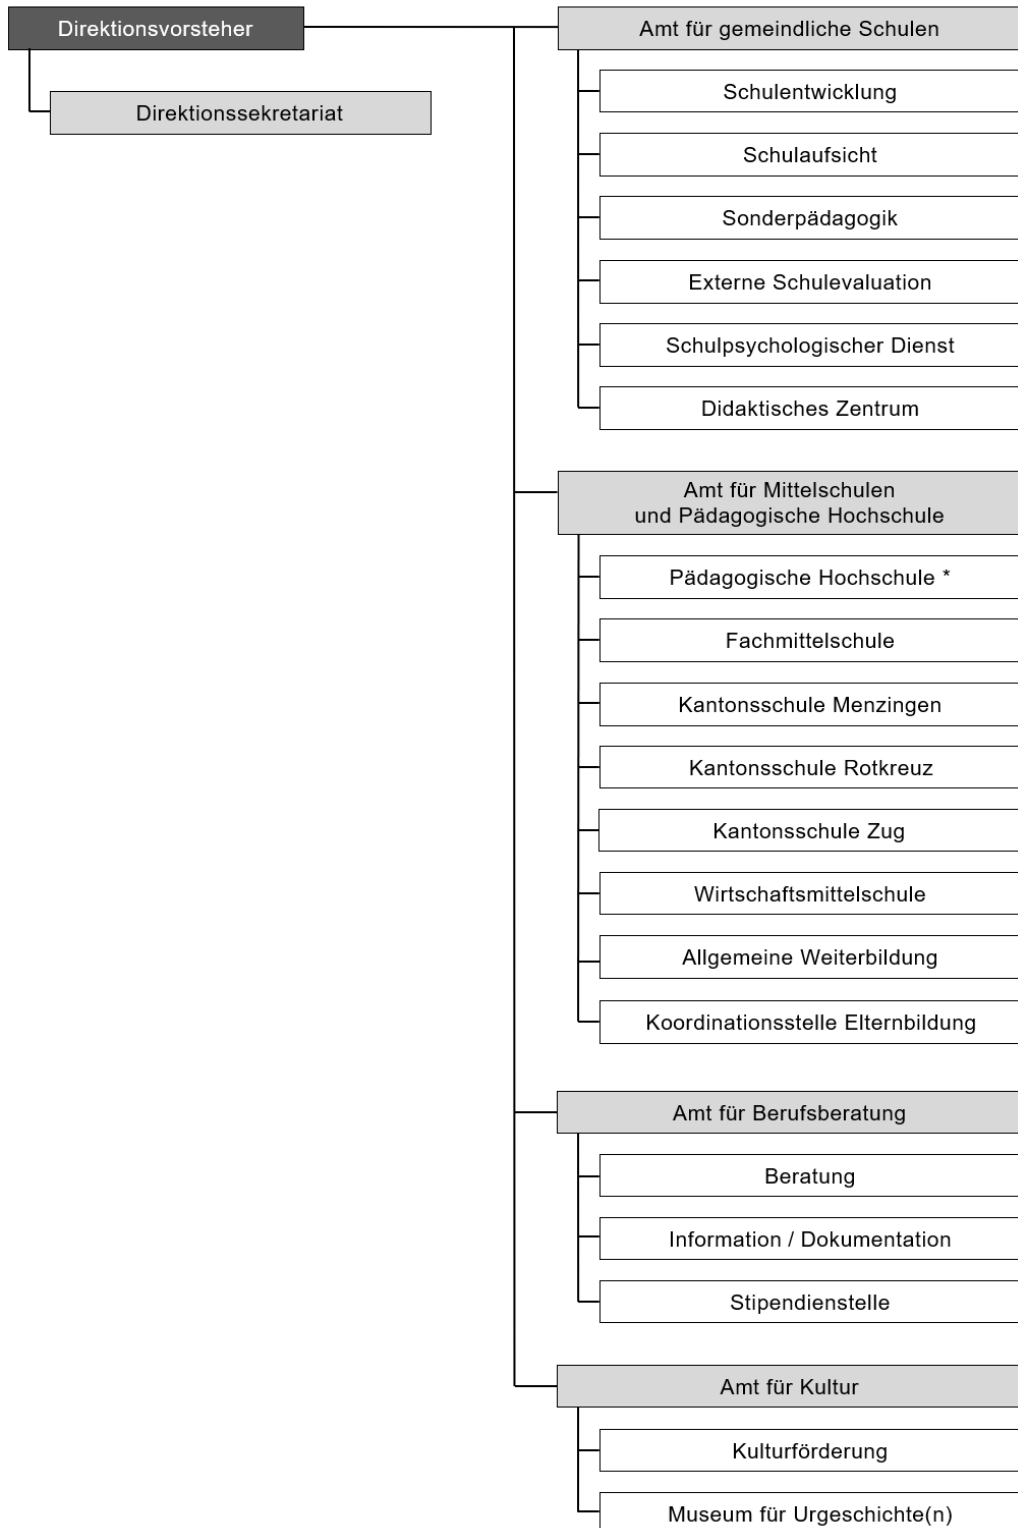 Direktionsvorsteher
Direktionssekretariat
Amt für gemeindliche Schulen
Schulentwicklung
Schulaufsicht
Sonderpädagogik
Externe Schulevaluation
Schulpsychologischer Dienst
Didaktisches Zentrum
Amt für Mittelschulen
und Pädagogische Hochschule
Pädagogische Hochschule *
Fachmittelschule
Kantonsschule Menzingen
Kantonsschule Rotkreuz
Kantonsschule Zug
Wirtschaftsmittelschule
Allgemeine Weiterbildung
Koordinationsstelle Elternbildung
Amt für Berufsberatung
Beratung
Information / Dokumentation
Stipendienstelle
Amt für Kultur
Kulturförderung
Museum für Urgeschichte(n)